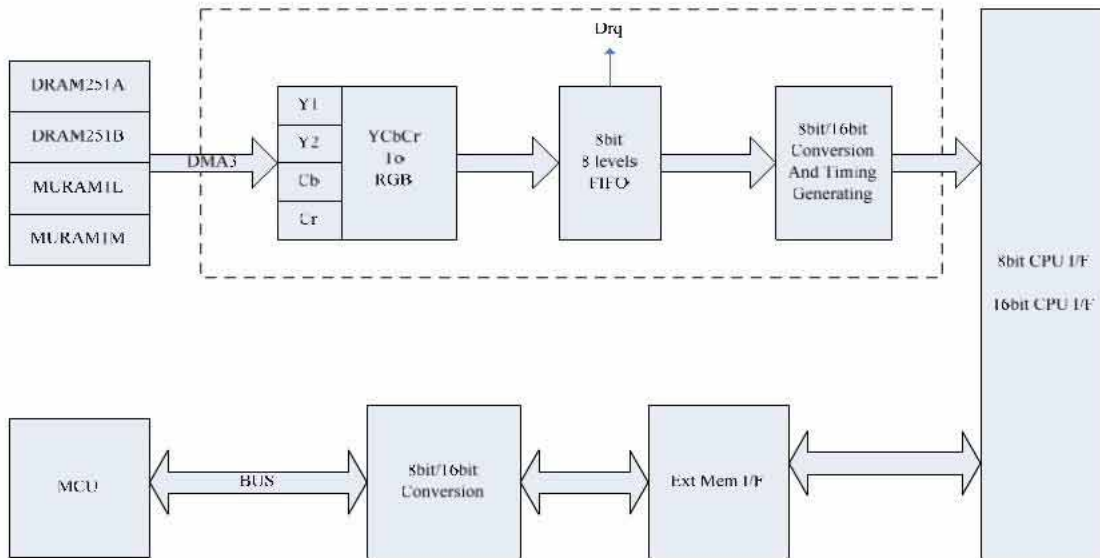 Drq
DRAM251A
DRAM251B
MURAM1L
MURAM1M
DMA3
Y1
Y2
Cb
Cr
YCbCr
To
RGB
8bit
8 levels
FIFO
8bit/16bit
Conversion
And Timing
Generating
8bit CPU I/F
16bit CPU I/F
MCU
BUS
8bit/16bit
Conversion
Ext Mem I/F